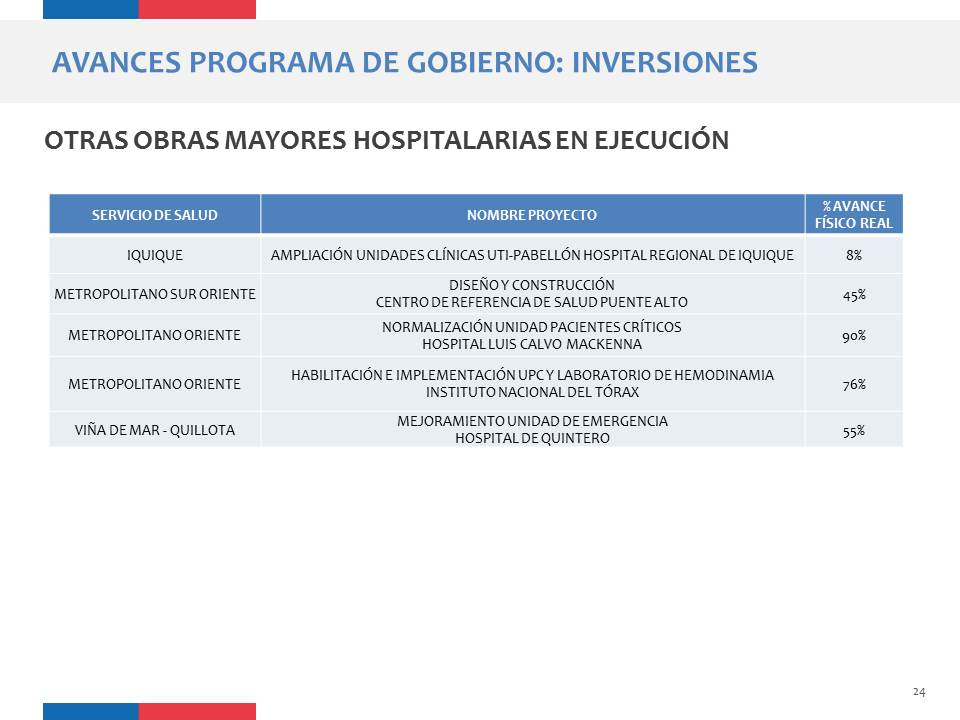 AVANCES PROGRAMA DE GOBIERNO: INVERSIONES
OTRAS OBRAS MAYORES HOSPITALARIAS EN EJECUCIÓN
SERVICIO DE SALUD
NOMBRE PROYECTO
% AVANCE
FÍSICO REAL
IQUIQUE
AMPLIACIÓN UNIDADES CLÍNICAS UTI-PABELLÓN HOSPITAL REGIONAL DE IQUIQUE
8%
METROPOLITANO SUR ORIENTE
DISEÑO Y CONSTRUCCIÓN
CENTRO DE REFERENCIA DE SALUD PUENTE ALTO
45%
METROPOLITANO ORIENTE
NORMALIZACIÓN UNIDAD PACIENTES CRÍTICOS
HOSPITAL LUIS CALVO MACKENNA
90%
METROPOLITANO ORIENTE
HABILITACIÓN E IMPLEMENTACIÓN UPC Y LABORATORIO DE HEMODINAMIA
INSTITUTO NACIONAL DEL TÓRAX
76%
VIÑA DE MAR - QUILLOTA
MEJORAMIENTO UNIDAD DE EMERGENCIA
HOSPITAL DE QUINTERO
55%
24